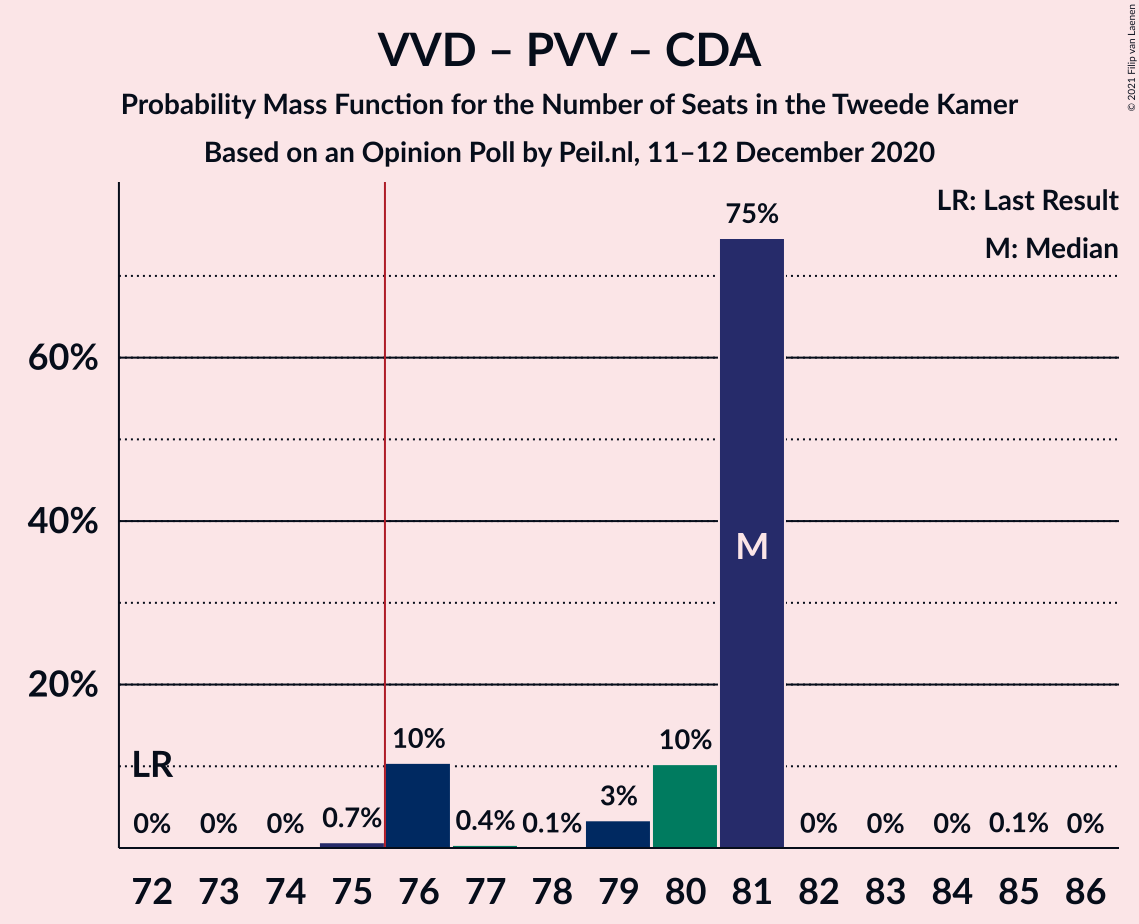 VVD – PVV – CDA
Probability Mass Function for the Number of Seats in the Tweede Kamer
Based on an Opinion Poll by Peil.nl, 11–12 December 2020
© 2021 Filip van Laenen
LR: Last Result
M: Median
60%
40%
20%
LR
0% 0% 0% 0.7% 10% 0.4% 0.1% 3% 10% 75% 0% 0% 0% 0.1% 0%
M
72 73 74 75 76 77 78 79 80 81 82 83 84 85 86